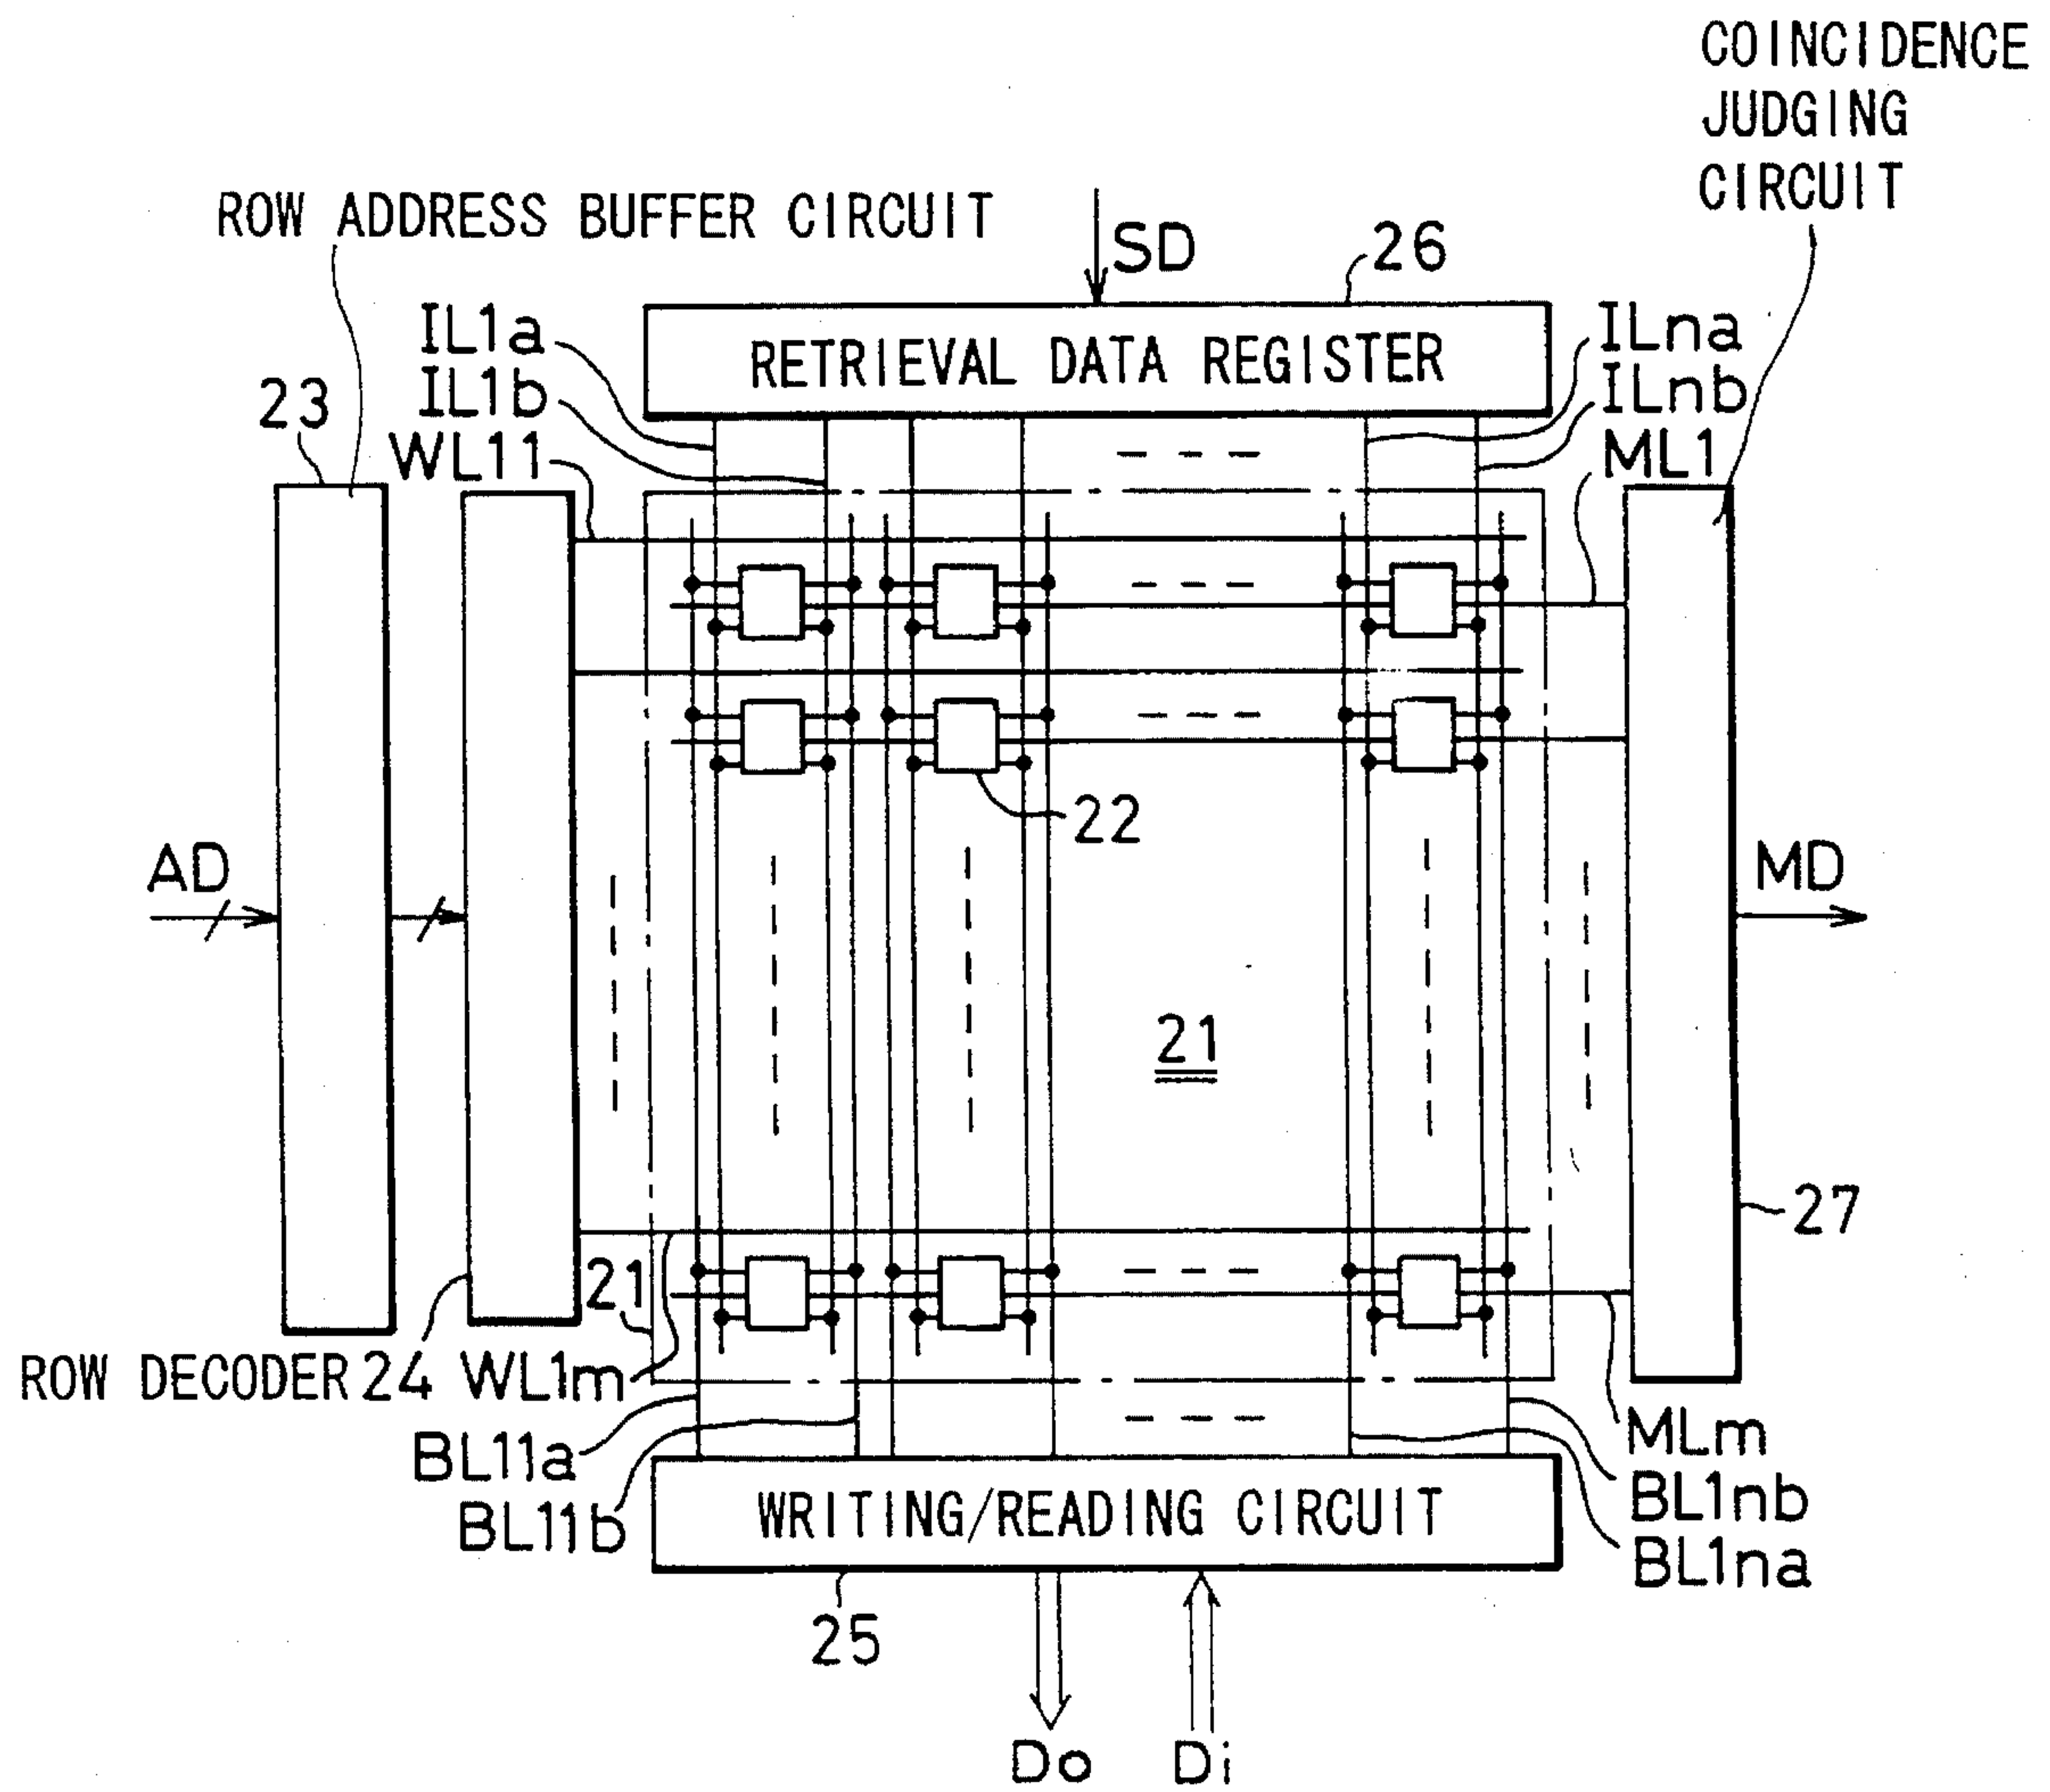 COINCIDENCE
JUDGING
CIRCUIT
ROW ADDRESS BUFFER CIRCUIT
SD
26
IL1a
ILna
RETRIEVAL DATA REGISTER
23
IL1b
ILnb
WL11
ML1
22
AD
MD
21
27
21
ROW DECODER 24
WL1m
MLm
BL11a
BL1nb
BL11b
WRITING/READING CIRCUIT
BL1na
25
Do
Di